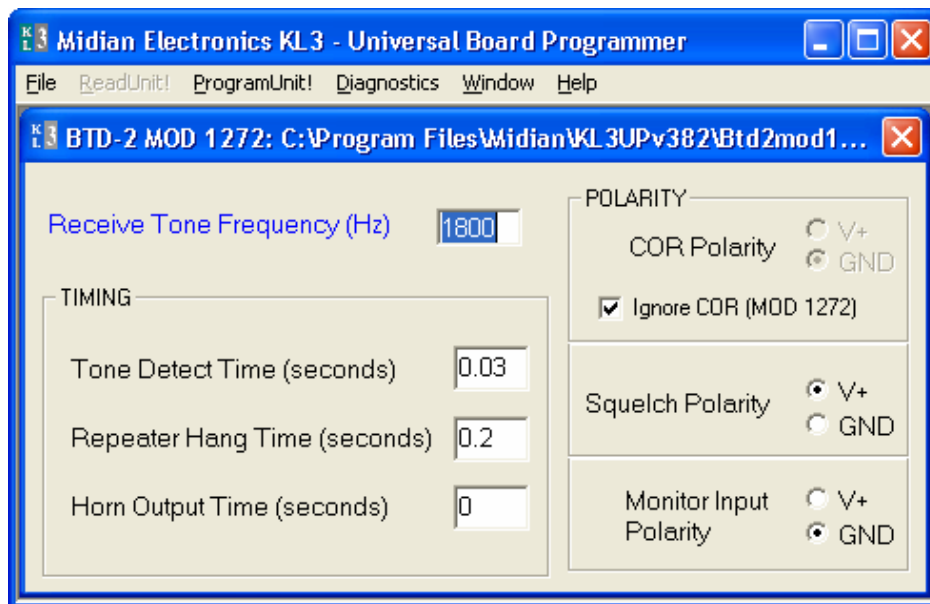 KL3 Midian Electronics KL3 - Universal Board Programmer
File ReadUnit! ProgramUnit! Diagnostics Window Help
KL3 BTD-2 MOD 1272: C:\Program Files\Midian\KL3UPv382\Btd2mod1...
Receive Tone Frequency (Hz) 1800
TIMING
Tone Detect Time (seconds) 0.03
Repeater Hang Time (seconds) 0.2
Horn Output Time (seconds) 0
POLARITY
COR Polarity V+
GND
Ignore COR (MOD 1272)
Squelch Polarity V+
GND
Monitor Input V+
Polarity GND